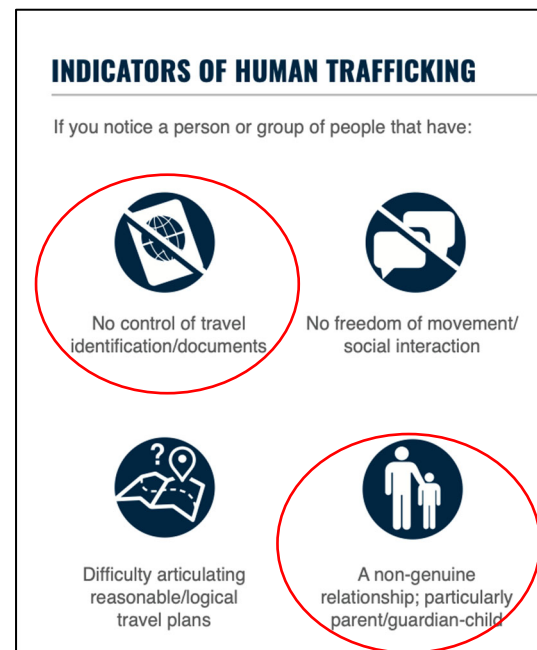 INDICATORS OF HUMAN TRAFFICKING
If you notice a person or group of people that have:
No control of travel
identification/documents
No freedom of movement/
social interaction
?
Difficulty articulating
reasonable/logical
travel plans
A non-genuine
relationship; particularly
parent/guardian-child